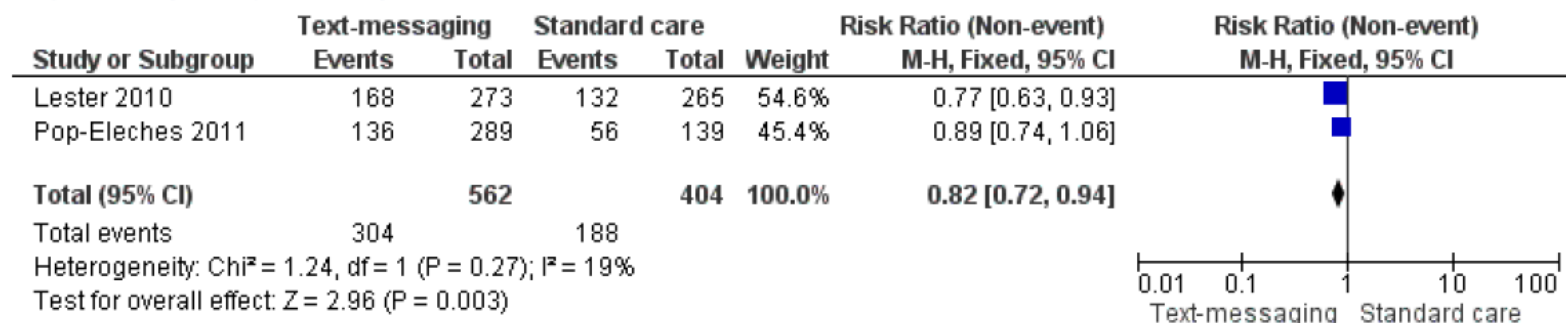 Text-messaging Standard care Risk Ratio (Non-event) Risk Ratio (Non-event)
Study or Subgroup Events Total Events Total Weight M-H, Fixed, 95% CI M-H, Fixed, 95% CI
Lester 2010 168 273 132 265 54.6% 0.77 [0.63, 0.93]
Pop-Eleches 2011 136 289 56 139 45.4% 0.89 [0.74, 1.06]
Total (95% CI) 562 404 100.0% 0.82 [0.72, 0.94]
Total events 304 188
Heterogeneity: Chi² = 1.24, df = 1 (P = 0.27); I² = 19%
Test for overall effect: Z = 2.96 (P = 0.003)
0.01 0.1 1 10 100
Text-messaging Standard care